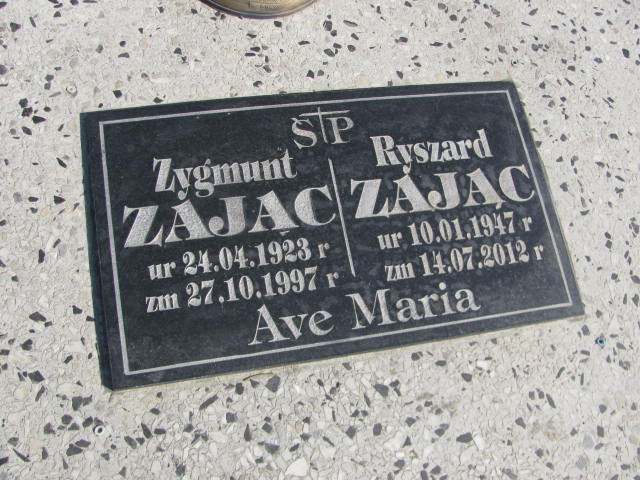 ŚP
Zygmunt
ZAJĄC
ur 24.04.1923 r
zm 27.10.1997 r
Ryszard
ZAJĄC
ur 10.01.1947 r
zm 14.07.2012 r
Ave Maria